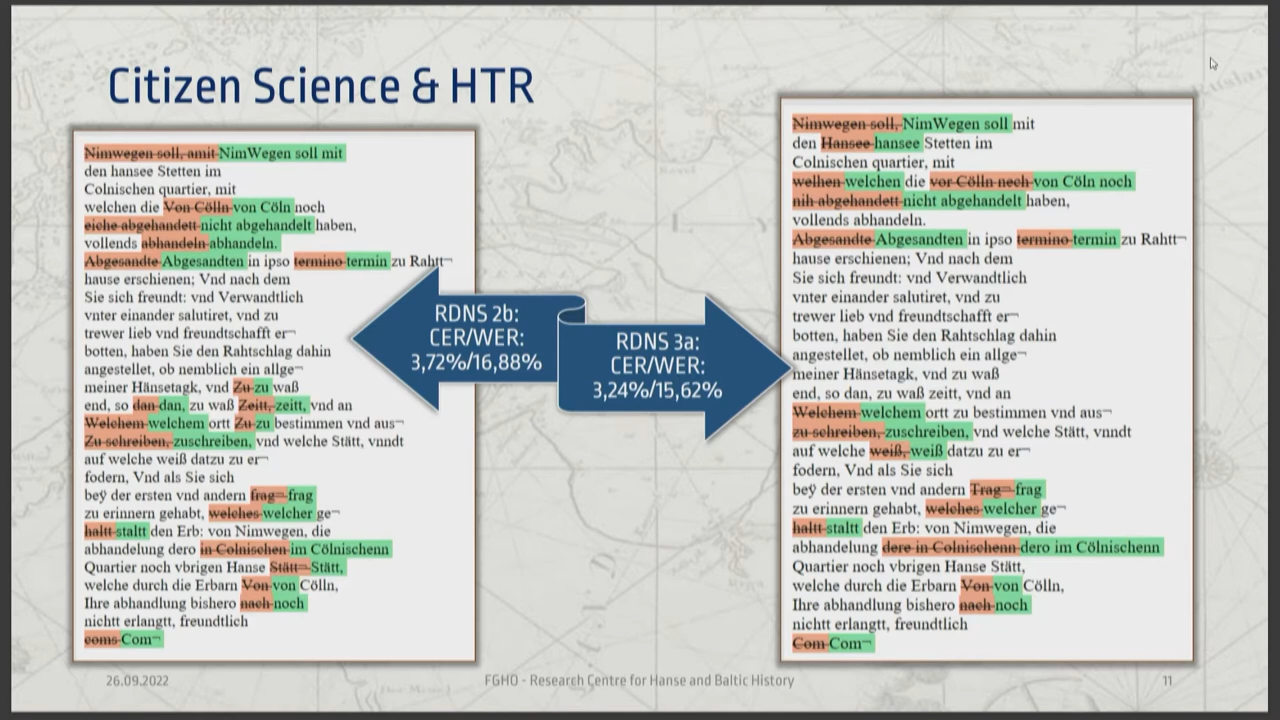 Citizen Science & HTR
Nimwegen soll, amit NimWegen soll mit
den hansee Stetten im
Colnischen quartier, mit
welchen die Von Cölln von Cöln noch
eiche abgehandett nicht abgehandelt haben,
vollends abhandeln abhandeln.
Abgesandte Abgesandten in ipso termino termin zu Rahtt¬
hause erschienen; Vnd nach dem
Sie sich freundt: vnd Verwandtlich
vnter einander salutiret, vnd zu
trewer lieb vnd freundtschafft er¬
botten, haben Sie den Rahtschlag dahin
angestellet, ob nemblich ein allge¬
meiner Hänsetagk, vnd Zu zu waß
end, so dan dan, zu waß Zeitt, zeitt, vnd an
Welchem welchem ortt Zu zu bestimmen vnd aus¬
Zu schreiben, zuschreiben, vnd welche Stätt, vnndt
auf welche weiß datzu zu er¬
fodern, Vnd als Sie sich
beÿ der ersten vnd andern frag¬ frag
zu erinnern gehabt, welches welcher ge¬
haltt staltt den Erb: von Nimwegen, die
abhandelung dero in Colnischen im Cölnischenn
Quartier noch vbrigen Hanse Stätt¬ Stätt,
welche durch die Erbarn Von von Cölln,
Ihre abhandlung bishero nach noch
nichtt erlangtt, freundtlich
coms Com¬
RDNS 2b:
CER/WER:
3,72%/16,88%
RDNS 3a:
CER/WER:
3,24%/15,62%
Nimwegen soll, NimWegen soll mit
den Hansee hansee Stetten im
Colnischen quartier, mit
welhen welchen die vor Cölln nech von Cöln noch
nih abgehandett nicht abgehandelt haben,
vollends abhandeln.
Abgesandte Abgesandten in ipso termino termin zu Rahtt¬
hause erschienen; Vnd nach dem
Sie sich freundt: vnd Verwandtlich
vnter einander salutiret, vnd zu
trewer lieb vnd freundtschafft er¬
botten, haben Sie den Rahtschlag dahin
angestellet, ob nemblich ein allge¬
meiner Hänsetagk, vnd zu waß
end, so dan, zu waß zeitt, vnd an
Welchem welchem ortt zu bestimmen vnd aus¬
zu schreiben, zuschreiben, vnd welche Stätt, vnndt
auf welche weiß, weiß datzu zu er¬
fodern, Vnd als Sie sich
beÿ der ersten vnd andern Trag¬ frag
zu erinnern gehabt, welches welcher ge¬
haltt staltt den Erb: von Nimwegen, die
abhandelung dere in Colnischenn dero im Cölnischenn
Quartier noch vbrigen Hanse Stätt,
welche durch die Erbarn Von von Cölln,
Ihre abhandlung bishero nach noch
nichtt erlangtt, freundtlich
Com Com¬
26.09.2022
FGHO - Research Centre for Hanse and Baltic History
11